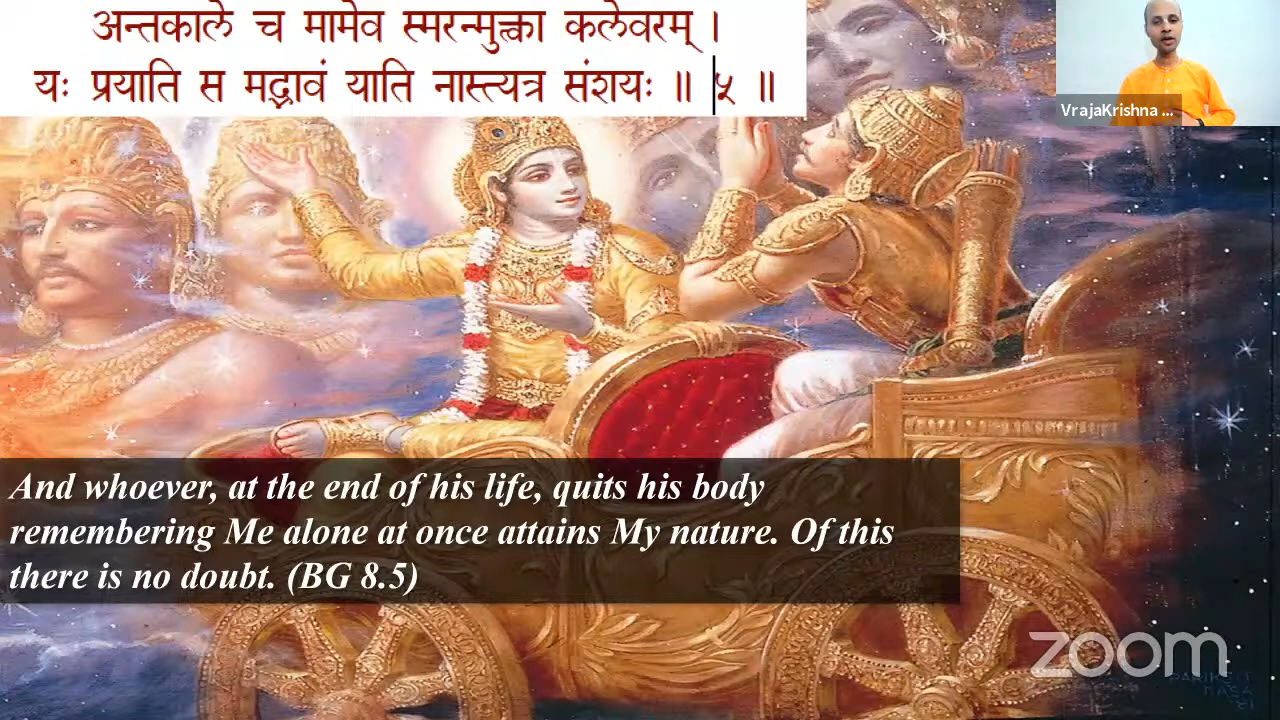 अन्तकाले च मामेव स्मरन्मुक्त्वा कलेवरम् ।
यः प्रयाति स मद्भावं याति नास्त्यत्र संशयः ॥ ५ ॥
VrajaKrishna ...
And whoever, at the end of his life, quits his body
remembering Me alone at once attains My nature. Of this
there is no doubt. (BG 8.5)
zoom